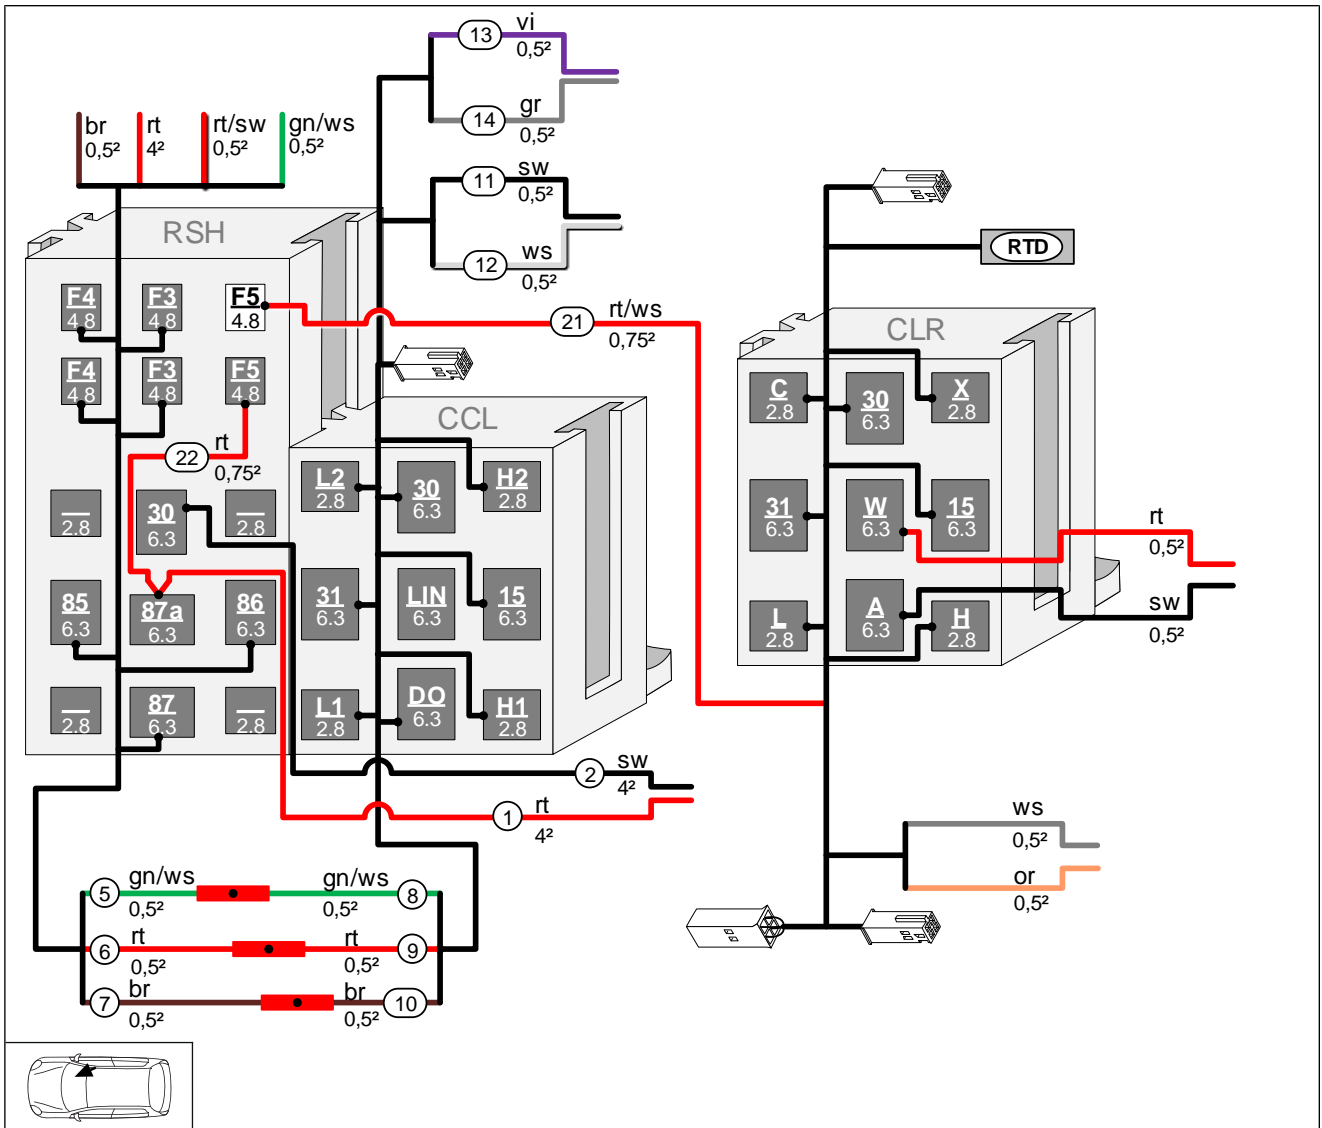 13 vi
0,5²
14 gr
0,5²
br
0,5²
rt
4²
rt/sw
0,5²
gn/ws
0,5²
11 sw
0,5²
12 ws
0,5²
RSH
RTD
F4
4.8
F3
4.8
F5
4.8
21 rt/ws
0,75²
CLR
F4
4.8
F3
4.8
F5
4.8
C
2.8
30
6.3
X
2.8
CCL
22 rt
0,75²
L2
2.8
30
6.3
H2
2.8
2.8
30
6.3
2.8
31
6.3
W
6.3
15
6.3
rt
0,5²
85
6.3
87a
6.3
86
6.3
31
6.3
LIN
6.3
15
6.3
L
2.8
A
6.3
H
2.8
sw
0,5²
2.8
87
6.3
2.8
L1
2.8
DO
6.3
H1
2.8
2 sw
4²
1 rt
4²
ws
0,5²
or
0,5²
5 gn/ws
0,5²
gn/ws 8
0,5²
6 rt
0,5²
rt 9
0,5²
7 br
0,5²
br 10
0,5²